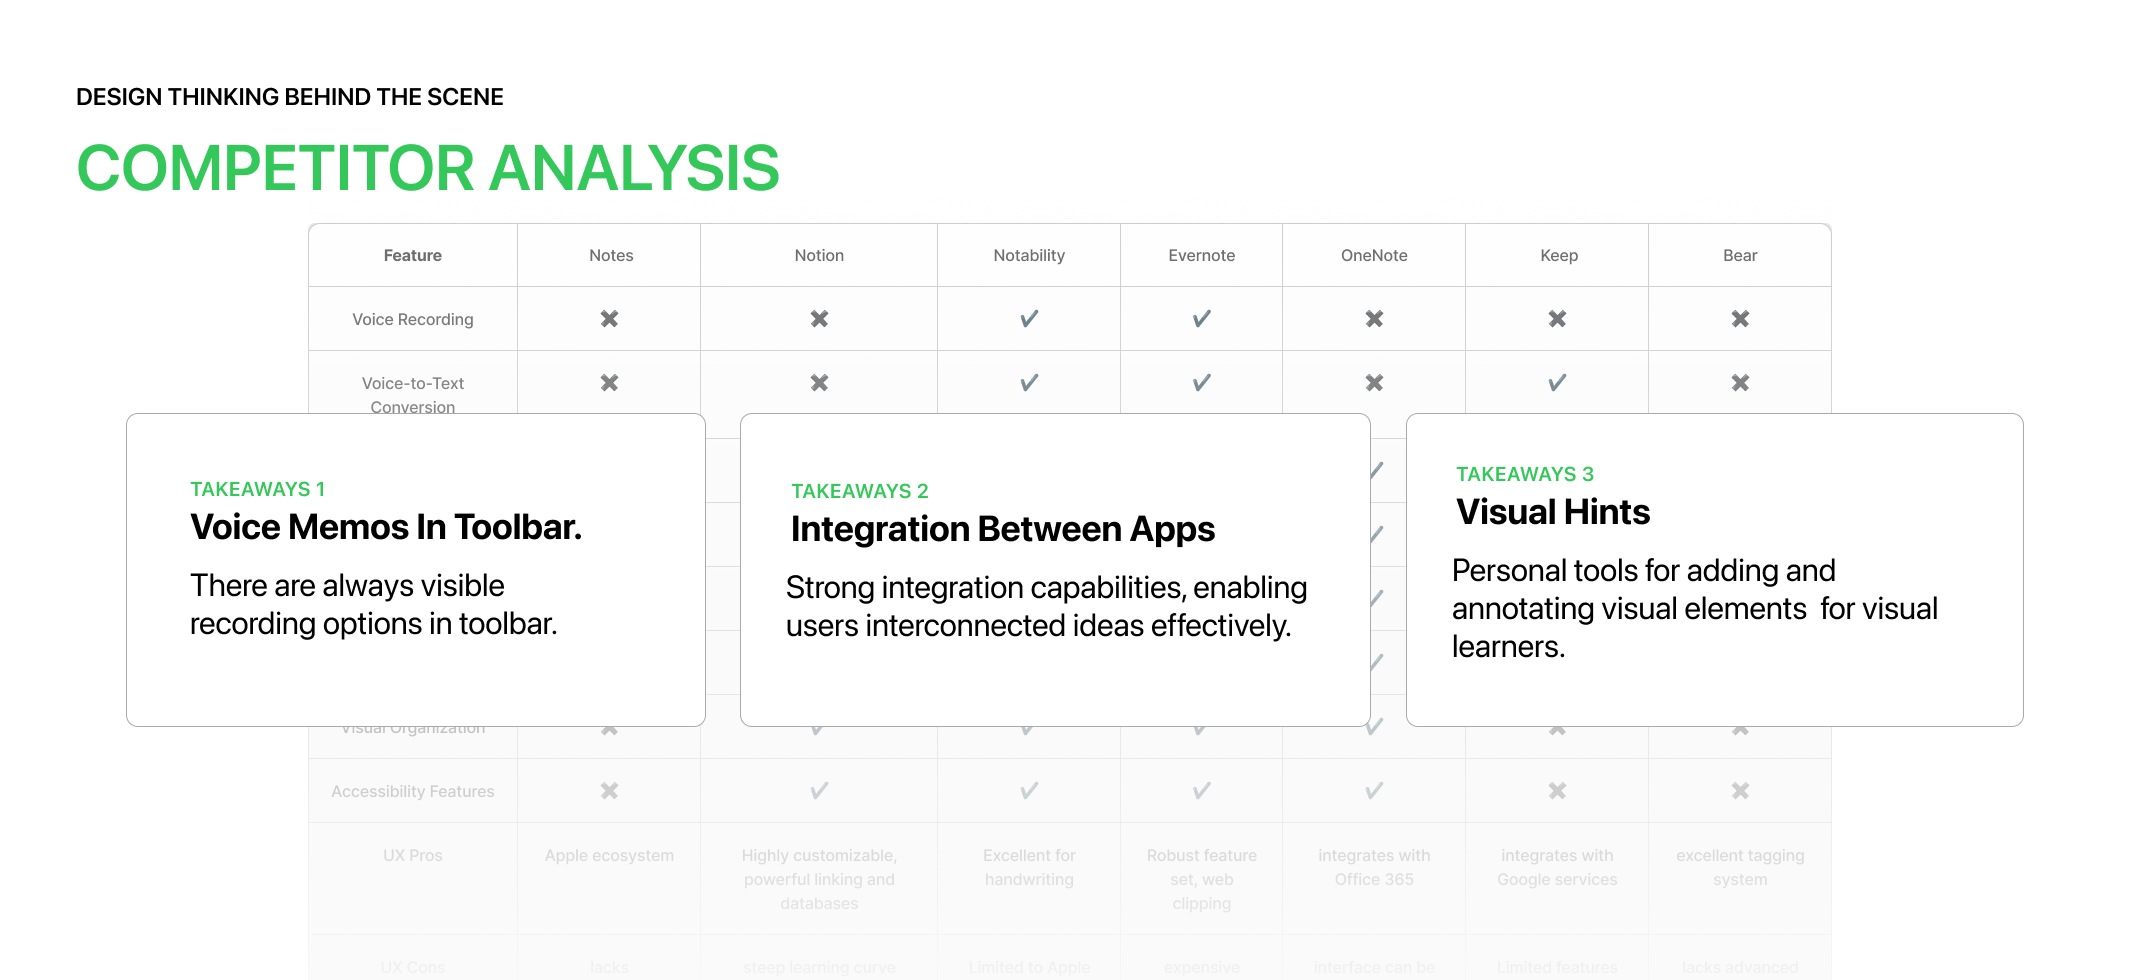 DESIGN THINKING BEHIND THE SCENE
COMPETITOR ANALYSIS
Feature Notes Notion Notability Evernote OneNote Keep Bear
Voice Recording ✖ ✖ ✔ ✔ ✖ ✖ ✖
Voice-to-Text ✖ ✖ ✔ ✔ ✖ ✔ ✖
Conversion
TAKEAWAYS 1
Voice Memos In Toolbar.
There are always visible
recording options in toolbar.
TAKEAWAYS 2
Integration Between Apps
Strong integration capabilities, enabling
users interconnected ideas effectively.
TAKEAWAYS 3
Visual Hints
Personal tools for adding and
annotating visual elements  for visual
learners.
Visual Organization ✖ ✔ ✔ ✔ ✔ ✖ ✖
Accessibility Features ✖ ✔ ✔ ✔ ✔ ✖ ✖
UX Pros Apple ecosystem Highly customizable, Excellent for Robust feature integrates with integrates with excellent tagging
powerful linking and handwriting set, web Office 365 Google services system
databases clipping
UX Cons lacks steep learning curve Limited to Apple expensive interface can be Limited features lacks advanced